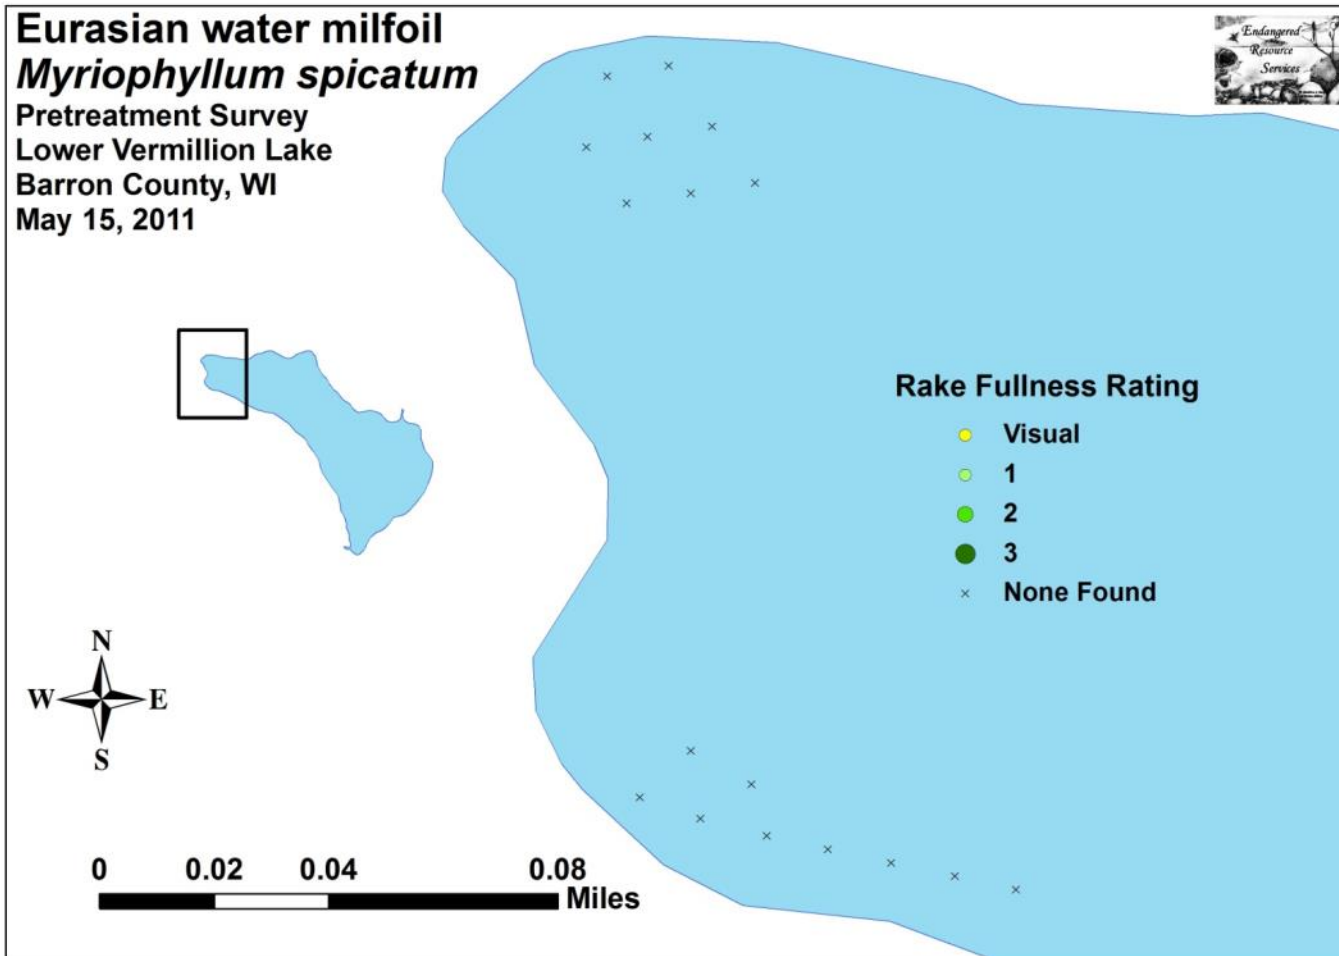 Eurasian water milfoil
Myriophyllum spicatum
Pretreatment Survey
Lower Vermillion Lake
Barron County, WI
May 15, 2011
Endangered
Resource
Services
Rake Fullness Rating
Visual
1
2
3
None Found
N
W E
S
0 0.02 0.04 0.08
Miles